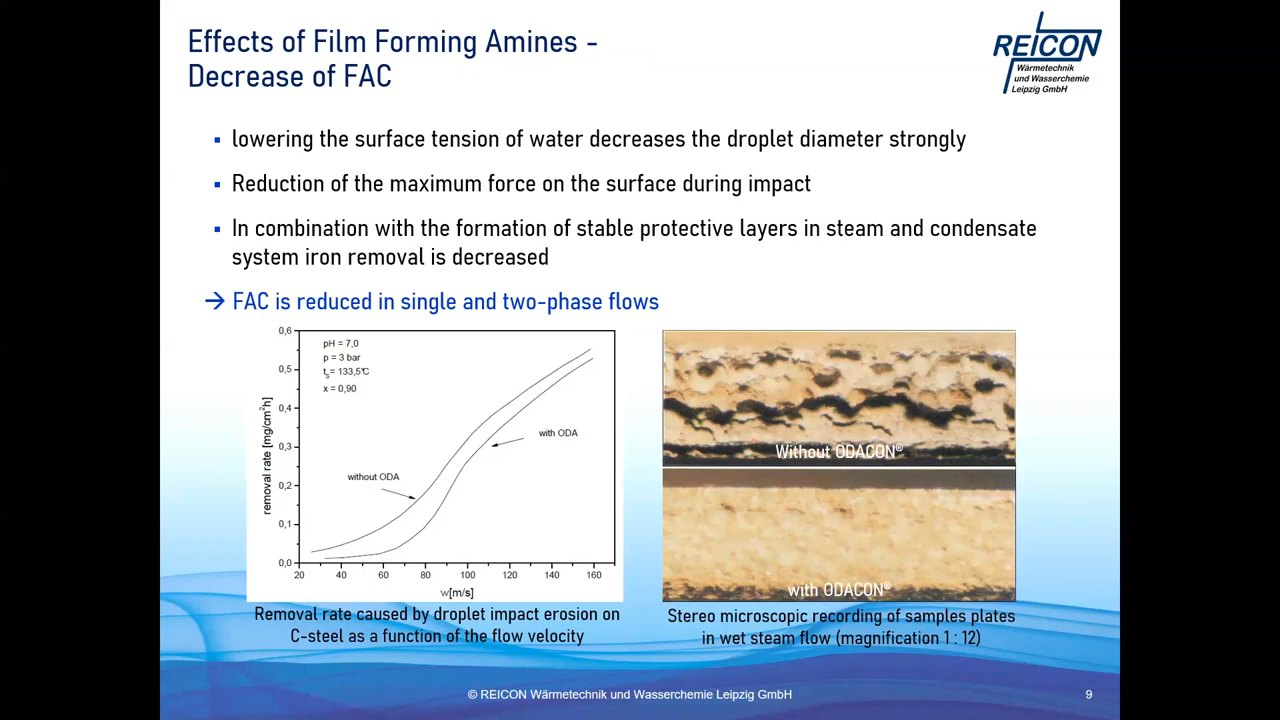 Effects of Film Forming Amines -
Decrease of FAC
REICON
Wärmetechnik
und Wasserchemie
Leipzig GmbH
▪ lowering the surface tension of water decreases the droplet diameter strongly
▪ Reduction of the maximum force on the surface during impact
▪ In combination with the formation of stable protective layers in steam and condensate
system iron removal is decreased
→ FAC is reduced in single and two-phase flows
0,6
0,5
0,4
0,3
0,2
0,1
0,0
removal rate [mg/cm²h]
pH = 7,0
p = 3 bar
tₛ= 133,5°C
x = 0,90
with ODA
without ODA
20 40 60 80 100 120 140 160
w[m/s]
Removal rate caused by droplet impact erosion on
C-steel as a function of the flow velocity
Without ODACON®
with ODACON®
Stereo microscopic recording of samples plates
in wet steam flow (magnification 1 : 12)
© REICON Wärmetechnik und Wasserchemie Leipzig GmbH
9